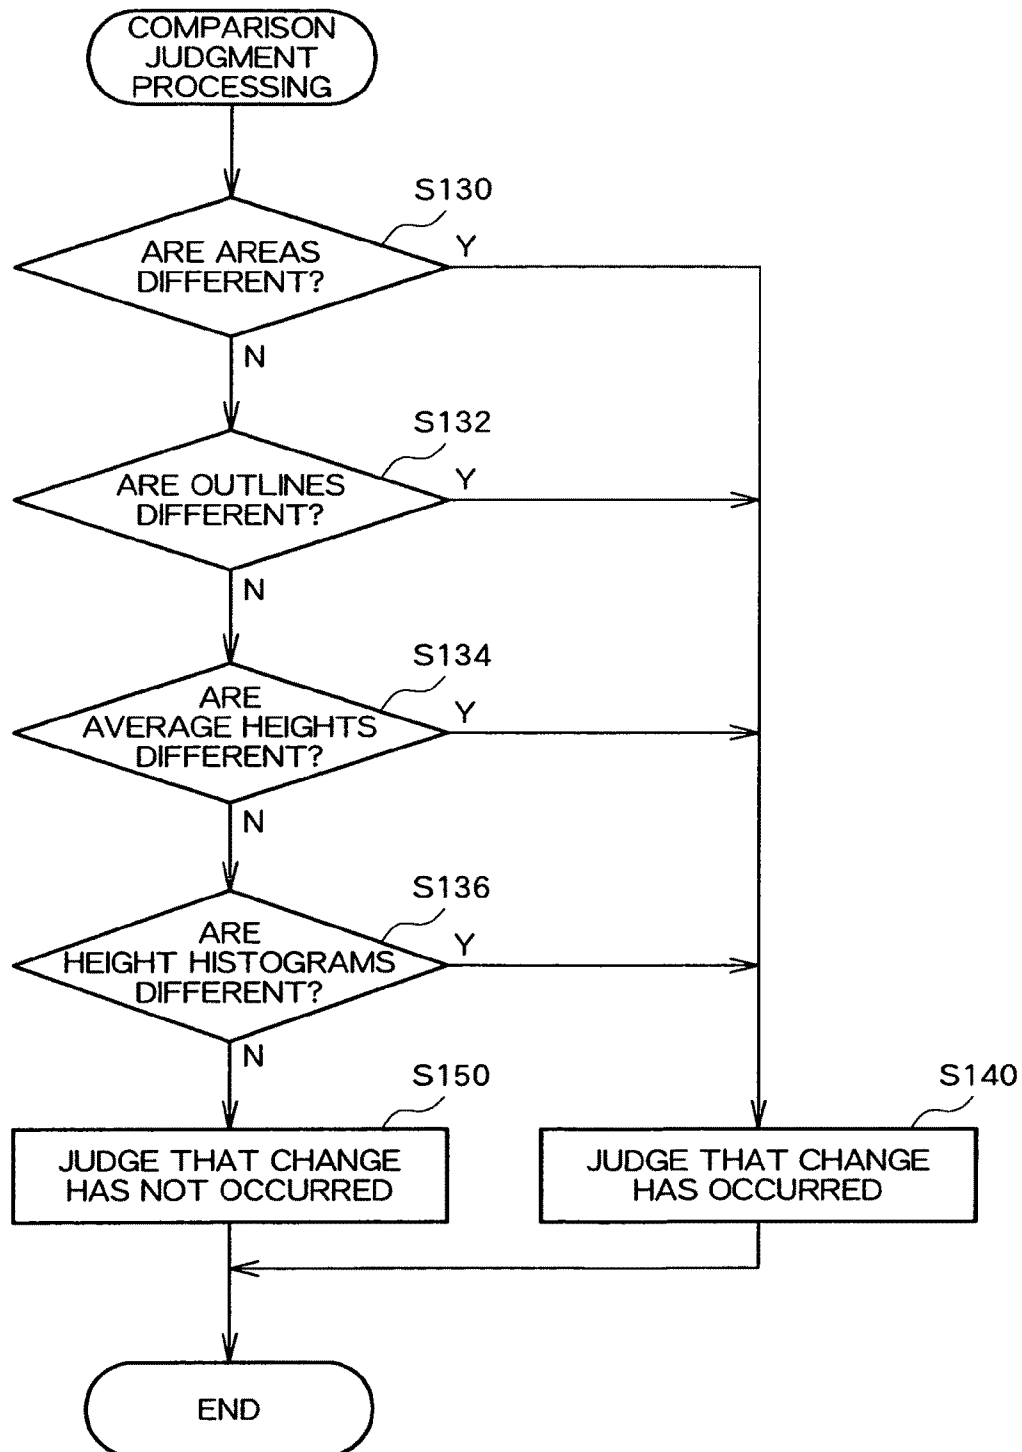 COMPARISON
JUDGMENT
PROCESSING
S130
ARE AREAS
DIFFERENT?
Y
N
S132
ARE OUTLINES
DIFFERENT?
Y
N
S134
ARE
AVERAGE HEIGHTS
DIFFERENT?
Y
N
S136
ARE
HEIGHT HISTOGRAMS
DIFFERENT?
Y
N
S150
JUDGE THAT CHANGE
HAS NOT OCCURRED
S140
JUDGE THAT CHANGE
HAS OCCURRED
END